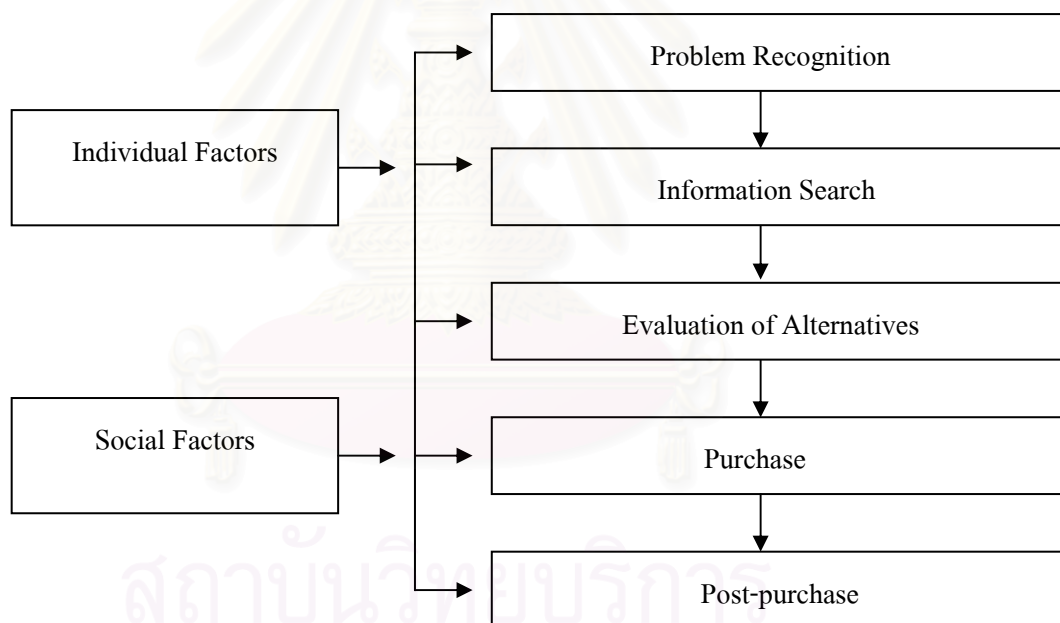 Problem Recognition
Individual Factors
Information Search
Evaluation of Alternatives
Social Factors
Purchase
Post-purchase
สถาบันวิทยบริการ